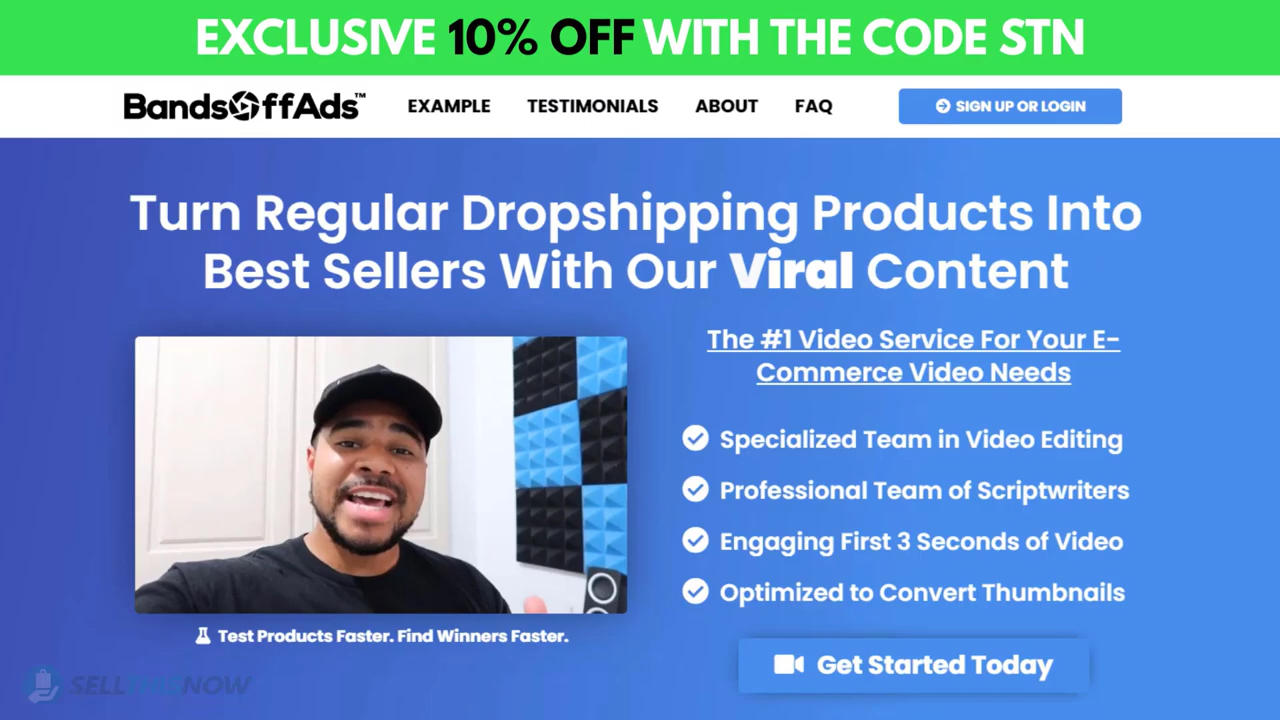 EXCLUSIVE 10% OFF WITH THE CODE STN
BandsOffAds™ EXAMPLE TESTIMONIALS ABOUT FAQ SIGN UP OR LOGIN
Turn Regular Dropshipping Products Into
Best Sellers With Our Viral Content
The #1 Video Service For Your E-
Commerce Video Needs
Specialized Team in Video Editing
Professional Team of Scriptwriters
Engaging First 3 Seconds of Video
Optimized to Convert Thumbnails
Test Products Faster. Find Winners Faster.
Get Started Today
SELLTHISNOW